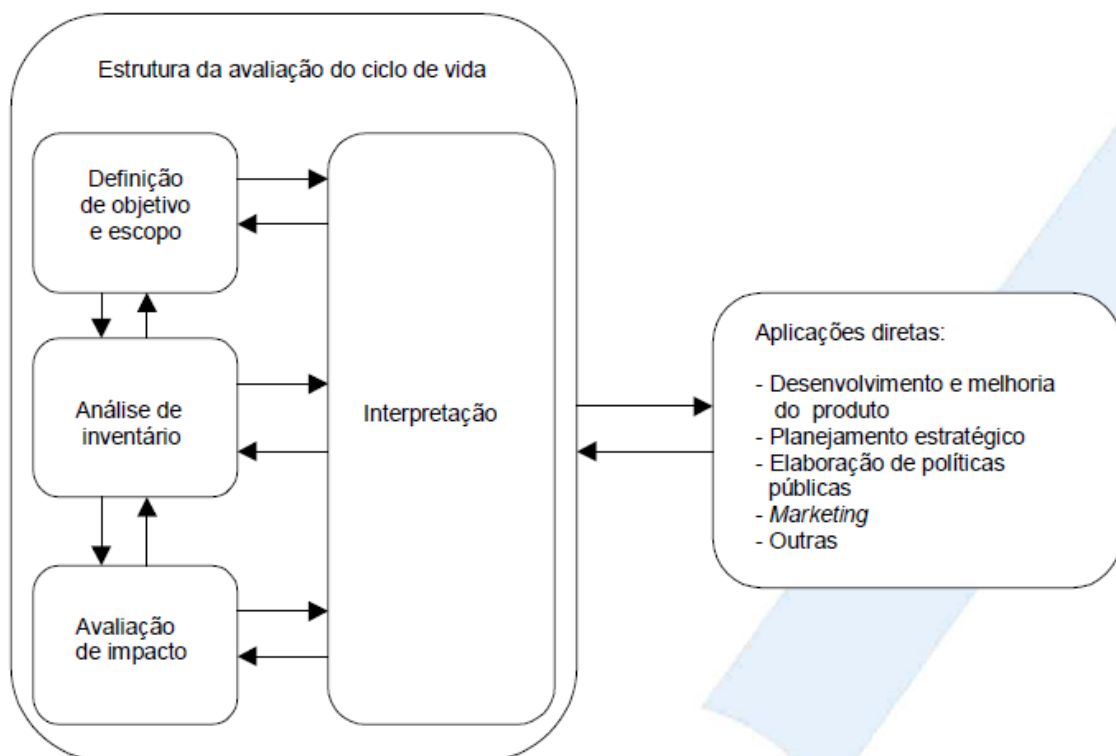 Estrutura da avaliação do ciclo de vida
Definição
de objetivo
e escopo
Análise de
inventário
Avaliação
de impacto
Interpretação
Aplicações diretas:
- Desenvolvimento e melhoria
do produto
- Planejamento estratégico
- Elaboração de políticas
públicas
- Marketing
- Outras